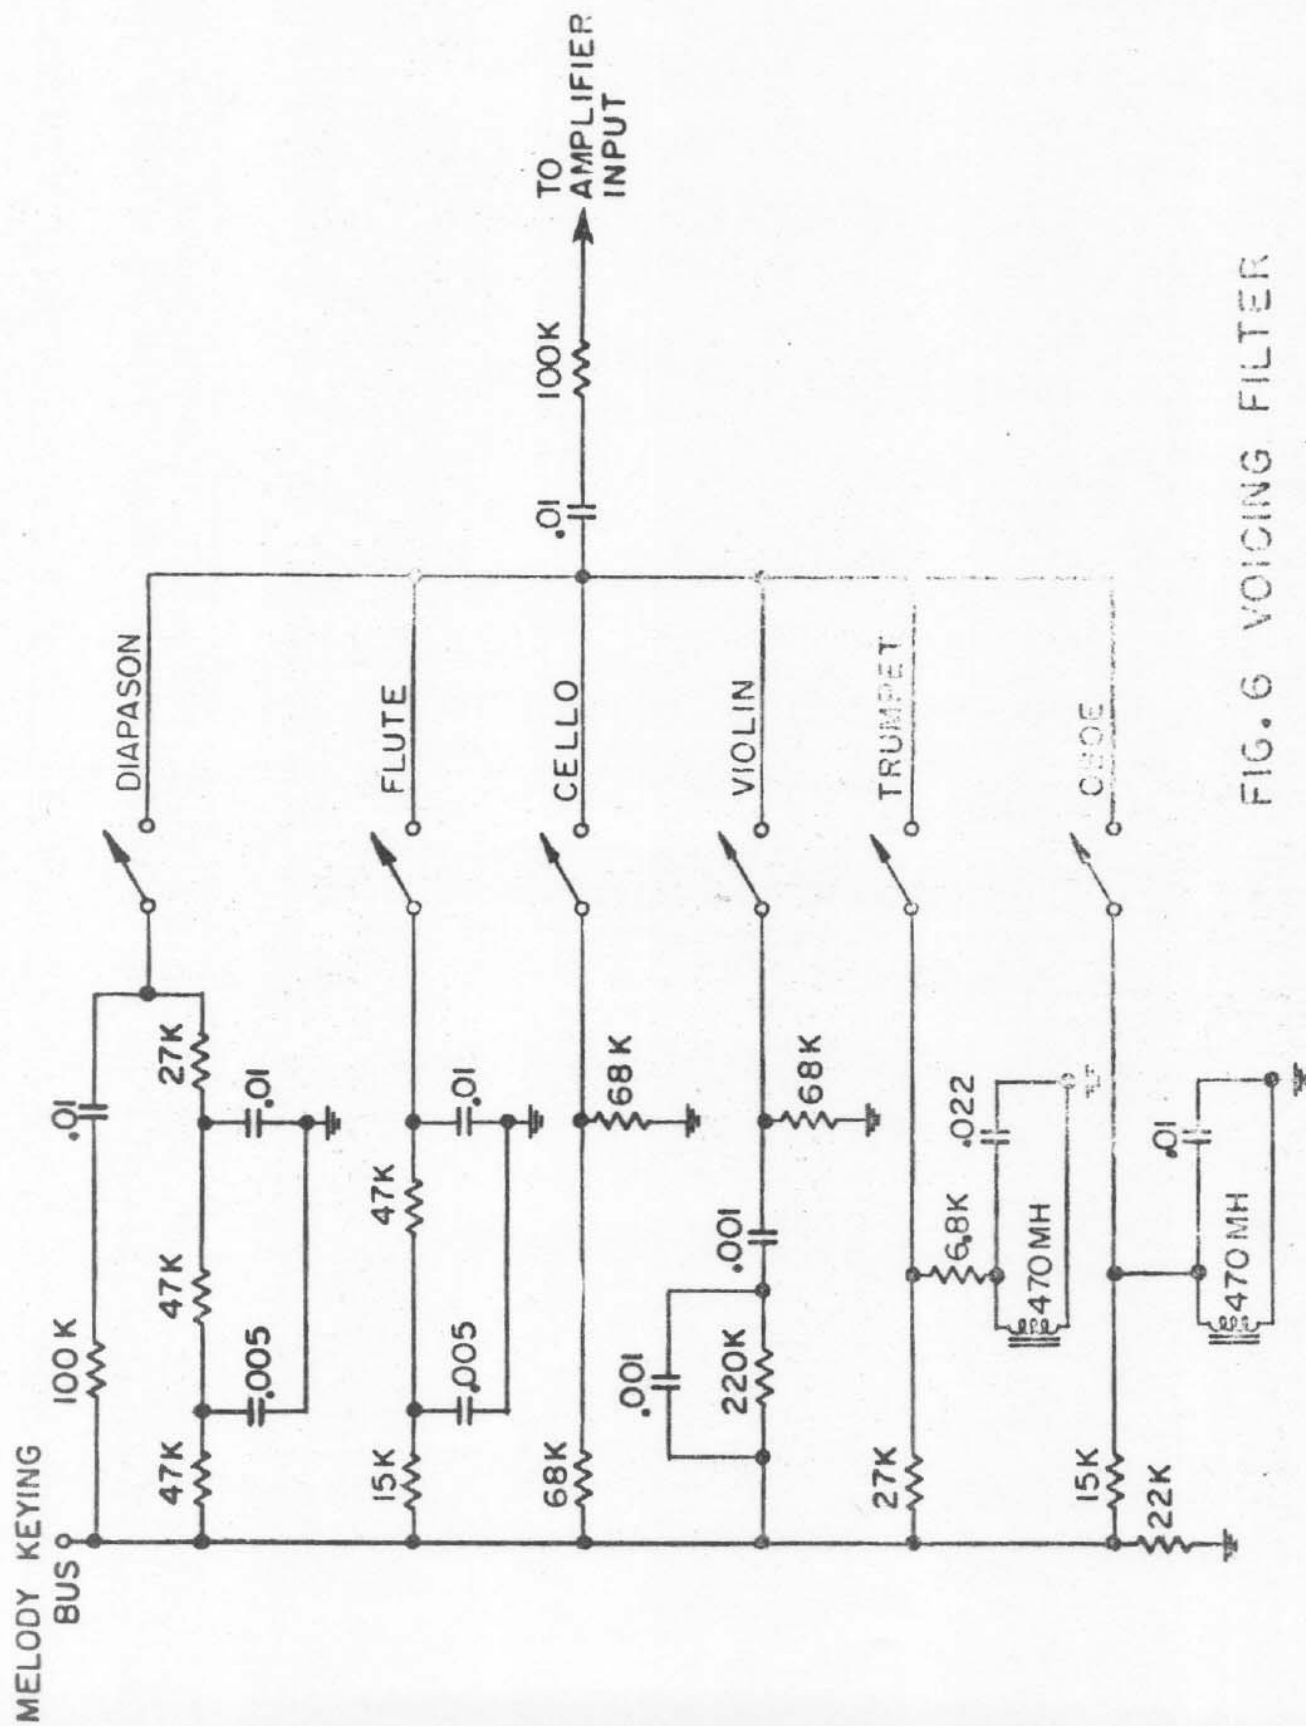 MELODY KEYING
BUS
100K
.01
47K
47K
27K
.005
.01
DIAPASON
15K
47K
.005
.01
FLUTE
68K
68K
CELLO
.001
220K
.001
68K
VIOLIN
27K
6.8K
.022
470MH
TRUMPET
15K
22K
.01
470MH
OBOE
.01
100K
TO
AMPLIFIER
INPUT
FIG. 6 VOICING FILTER